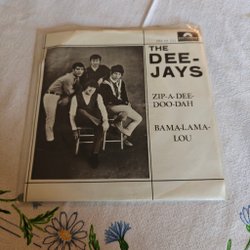 THE
DEE-
JAYS
ZIP-A-DEE-
DOO-DAH
BAMA-LAMA-
LOU